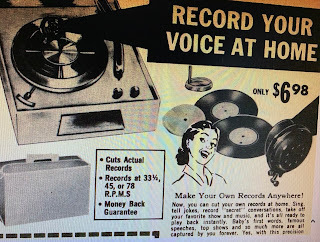 RECORD YOUR
VOICE AT HOME
ONLY $6.98
• Cuts Actual
Records
• Records at 33⅓,
45, or 78
R.P.M.S
• Money Back
Guarantee
Make Your Own Records Anywhere!
Now, you can cut your own records at home. Sing,
tell jokes, record "secret" conversations, take off
your favorite show and music, and it's all ready to
play back instantly. Baby's first words, famous
speeches, top shows and so much more are all
captured by you forever. Yes, with this precision